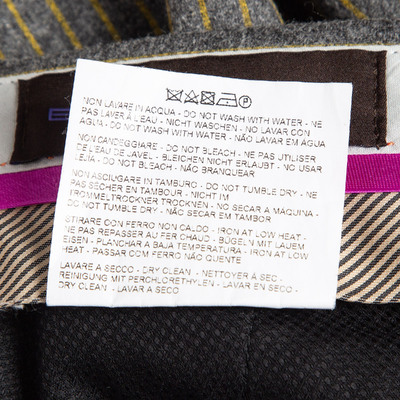 P
NON LAVARE IN ACQUA - DO NOT WASH WITH WATER - NE
PAS LAVER À L'EAU - NICHT WASCHEN - NO LAVAR CON
AGUA - DO NOT WASH WITH WATER - NÃO LAVAR EM ÁGUA
NON CANDEGGIARE - DO NOT BLEACH - NE PAS UTILISER
DE L'EAU DE JAVEL - BLEICHEN NICHT ERLAUBT - NO USAR
LEJIA - DO NOT BLEACH - NÃO BRANQUEAR
NON ASCIUGARE IN TAMBURO - DO NOT TUMBLE DRY - NE
PAS SÉCHER EN TAMBOUR - NICHT IM
TROMMELTROCKNER TROCKNEN - NO SECAR A MAQUINA -
DO NOT TUMBLE DRY - NÃO SECAR EM TAMBOR
STIRARE CON FERRO NON CALDO - IRON AT LOW HEAT -
NE PAS REPASSER AU FER CHAUD - BÜGELN MIT LAUEM
EISEN - PLANCHAR A BAJA TEMPERATURA - IRON AT LOW
HEAT - PASSAR COM FERRO NÃO QUENTE
LAVARE A SECCO - DRY CLEAN - NETTOYER A SEC -
REINIGUNG MIT PERCHLORETHYLEN - LAVADO EN SECO -
DRY CLEAN - LAVAR A SECO